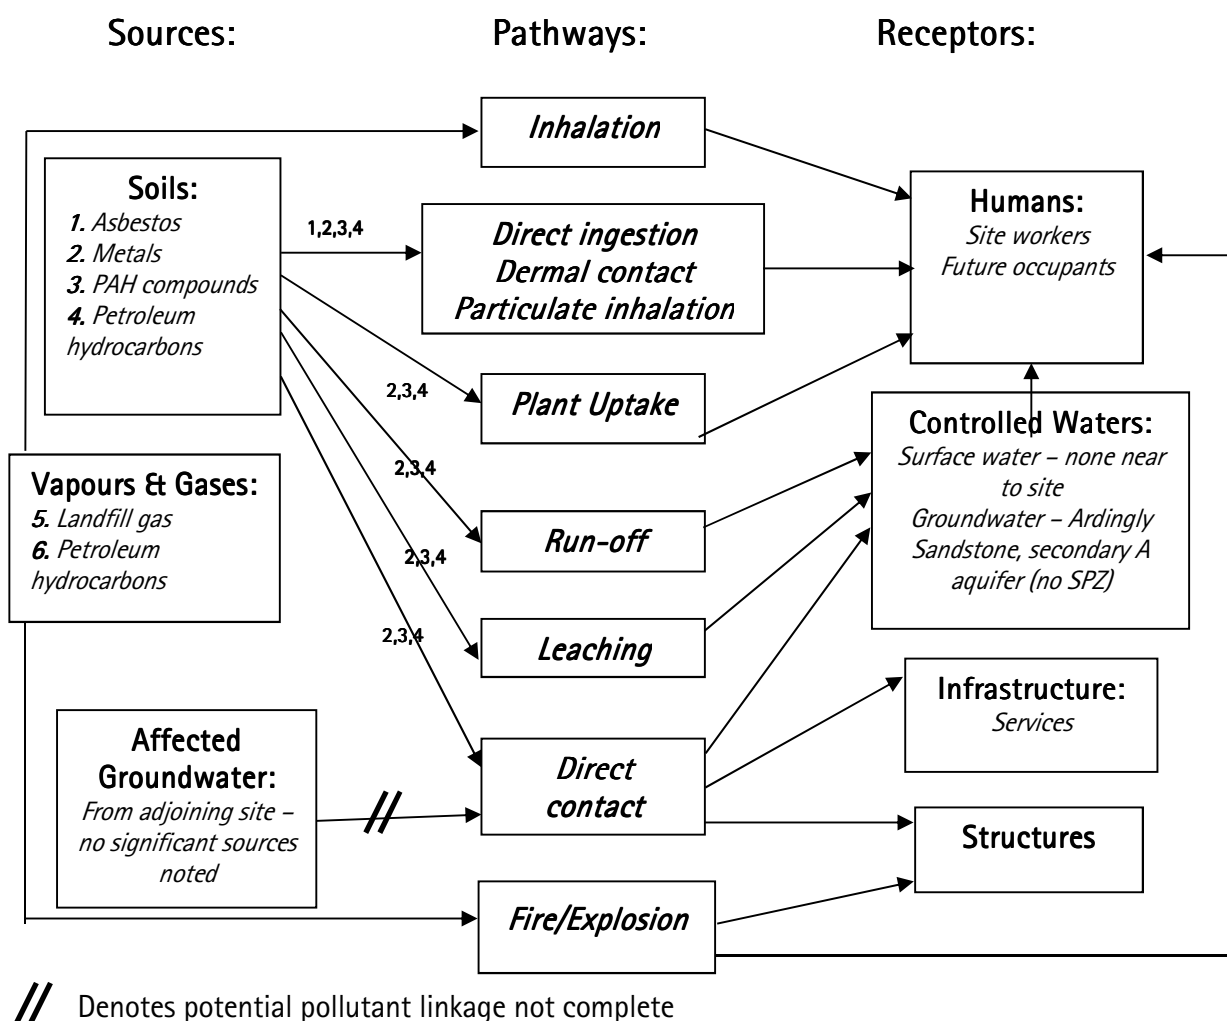 Sources:
Pathways:
Receptors:
Inhalation
Soils:
1. Asbestos
2. Metals
3. PAH compounds
4. Petroleum
hydrocarbons
1,2,3,4
Direct ingestion
Dermal contact
Particulate inhalation
Humans:
Site workers
Future occupants
2,3,4
Plant Uptake
Controlled Waters:
Surface water – none near
to site
Groundwater – Ardingly
Sandstone, secondary A
aquifer (no SPZ)
Vapours & Gases:
5. Landfill gas
6. Petroleum
hydrocarbons
2,3,4
Run-off
2,3,4
Leaching
2,3,4
Infrastructure:
Services
Affected
Groundwater:
From adjoining site –
no significant sources
noted
Direct
contact
Structures
Fire/Explosion
// Denotes potential pollutant linkage not complete